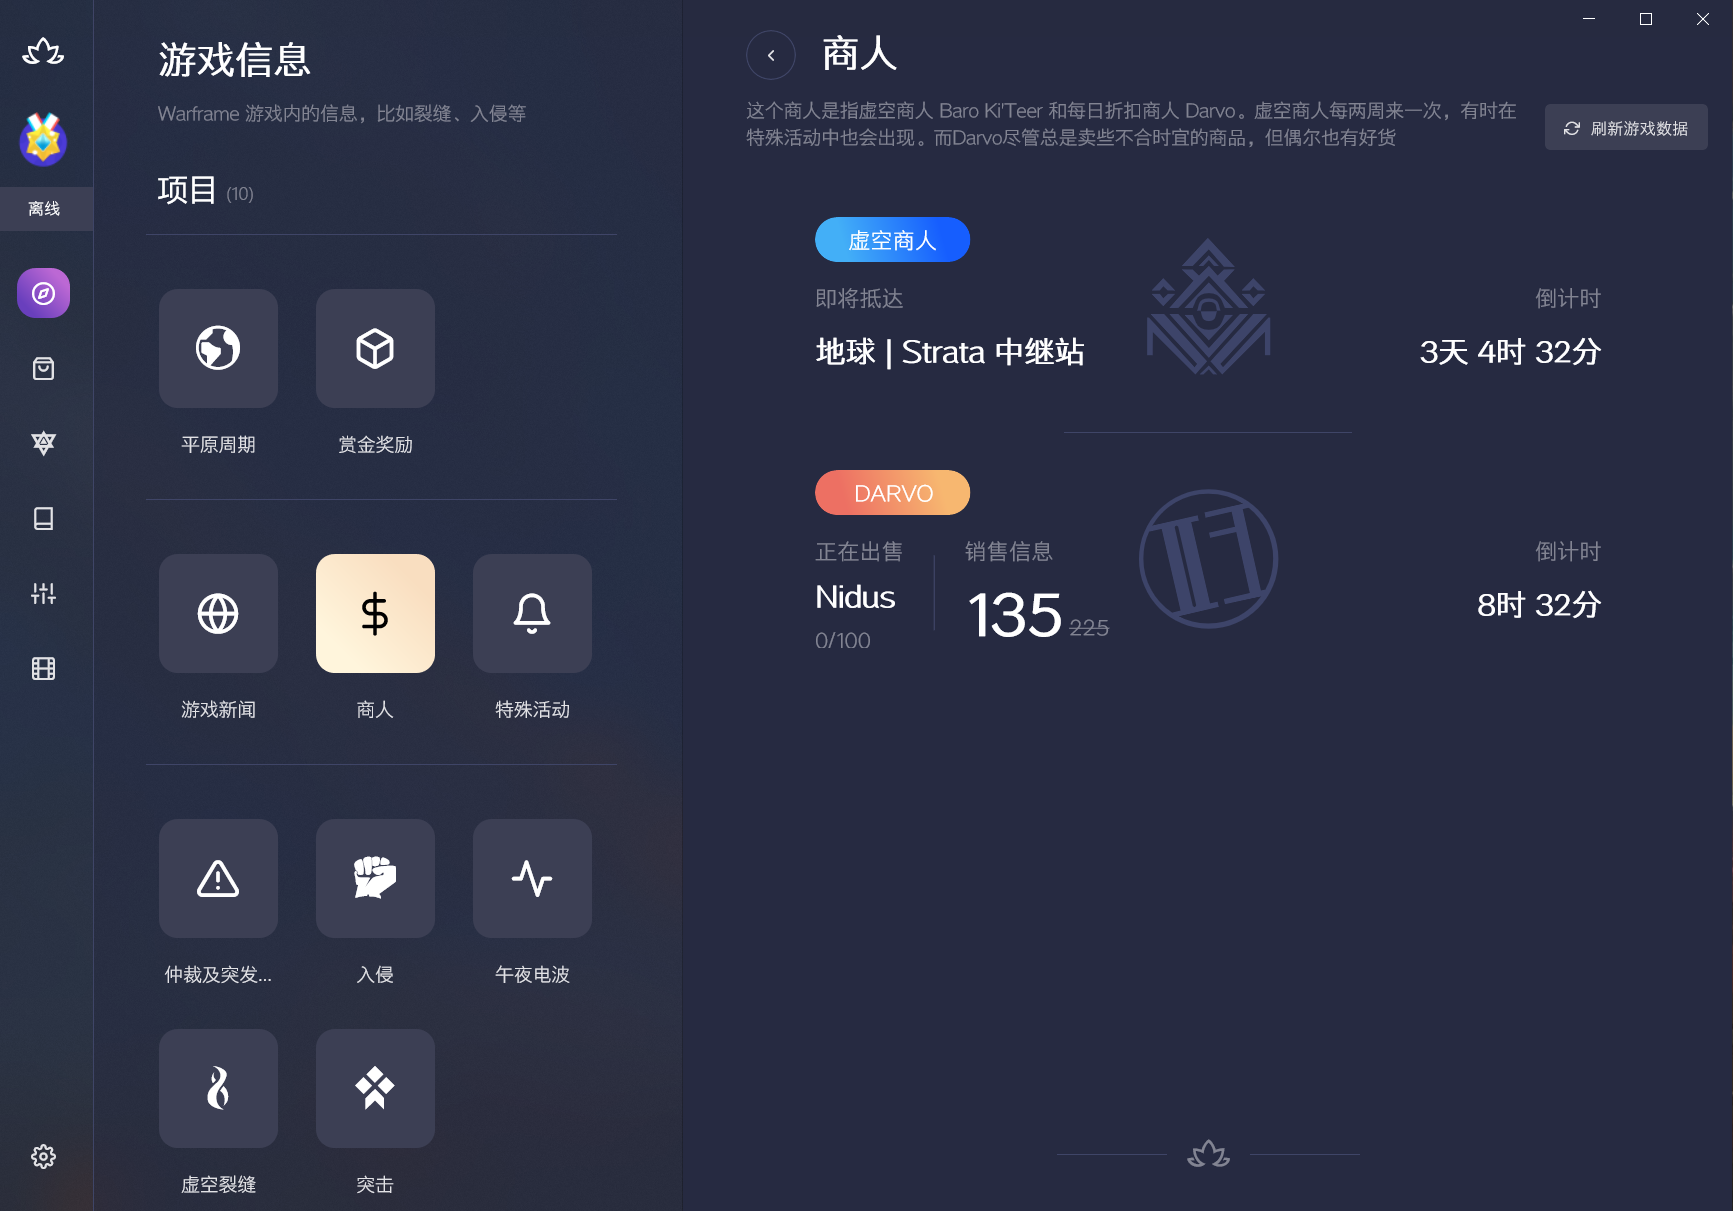 游戏信息
Warframe 游戏内的信息，比如裂缝、入侵等
离线
项目 (10)
平原周期
赏金奖励
游戏新闻
商人
特殊活动
仲裁及突发...
入侵
午夜电波
虚空裂缝
突击
商人
这个商人是指虚空商人 Baro Ki'Teer 和每日折扣商人 Darvo。虚空商人每两周来一次，有时在
特殊活动中也会出现。而Darvo尽管总是卖些不合时宜的商品，但偶尔也有好货
刷新游戏数据
虚空商人
即将抵达
倒计时
地球 | Strata 中继站
3天 4时 32分
DARVO
正在出售
销售信息
倒计时
Nidus
135 225
8时 32分
0/100